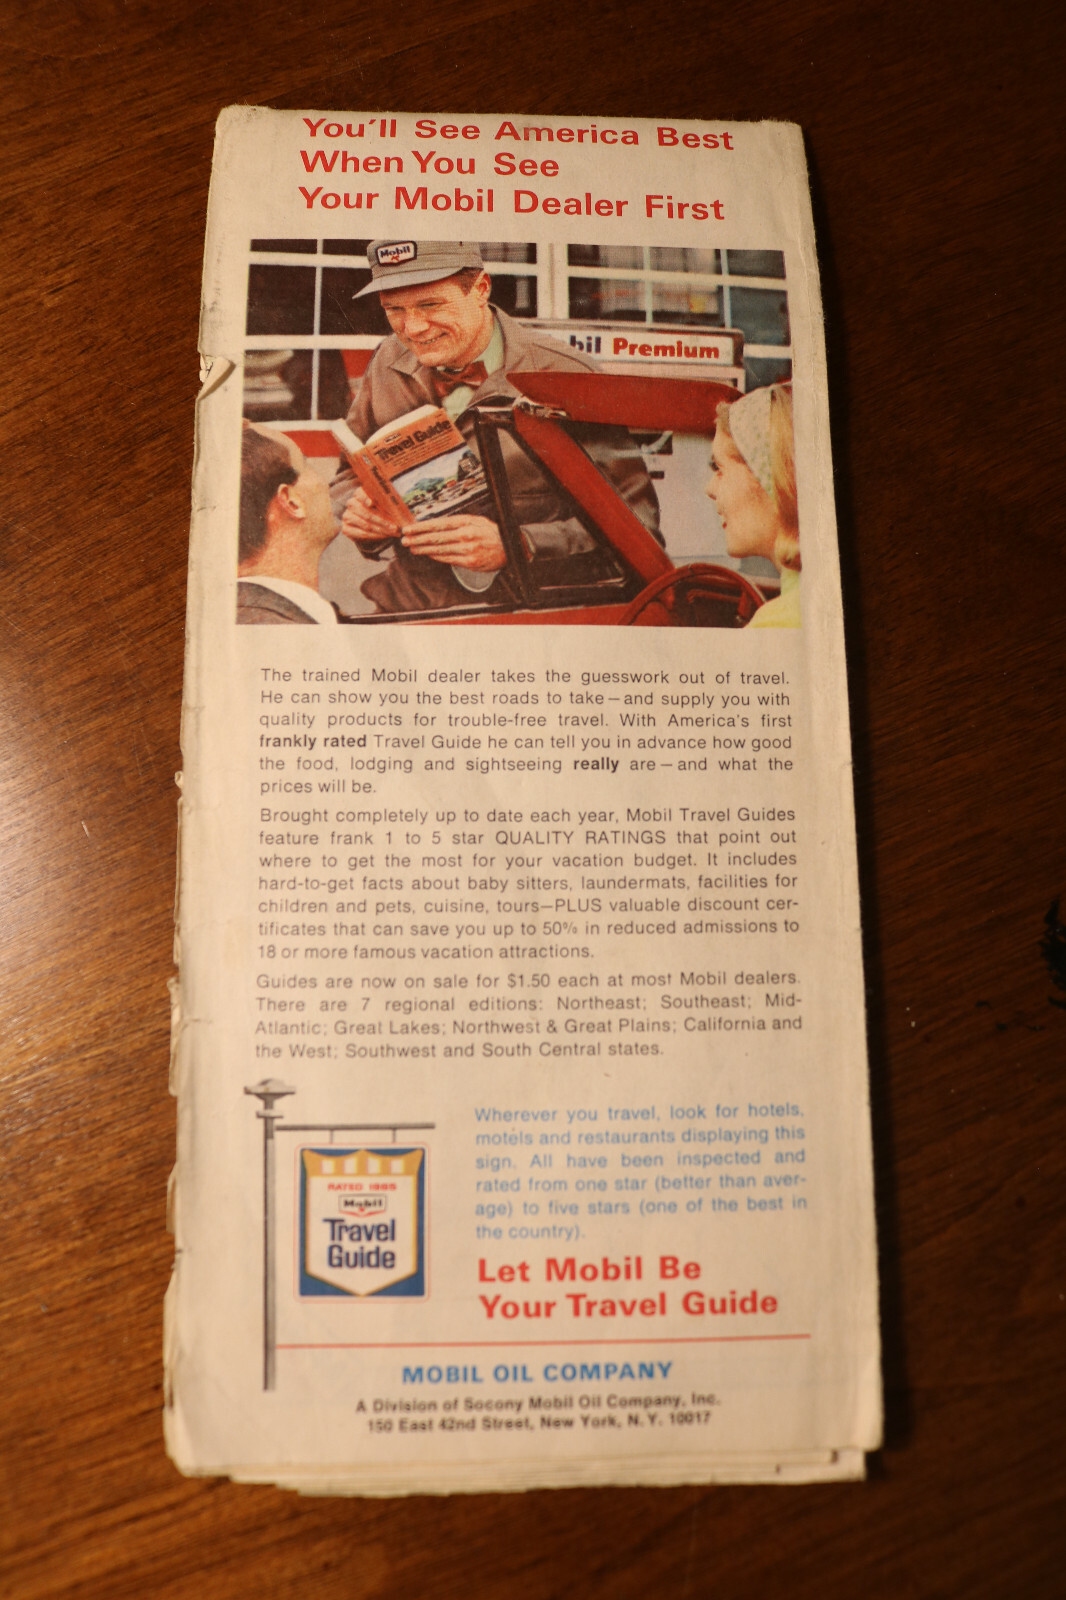 You'll See America Best
When You See
Your Mobil Dealer First
Mobil
bil Premium
Travel Guide
The trained Mobil dealer takes the guesswork out of travel.
He can show you the best roads to take—and supply you with
quality products for trouble-free travel. With America's first
frankly rated Travel Guide he can tell you in advance how good
the food, lodging and sightseeing really are—and what the
prices will be.
Brought completely up to date each year, Mobil Travel Guides
feature frank 1 to 5 star QUALITY RATINGS that point out
where to get the most for your vacation budget. It includes
hard-to-get facts about baby sitters, laundermats, facilities for
children and pets, cuisine, tours—PLUS valuable discount cer-
tificates that can save you up to 50% in reduced admissions to
18 or more famous vacation attractions.
Guides are now on sale for $1.50 each at most Mobil dealers.
There are 7 regional editions: Northeast; Southeast; Mid-
Atlantic; Great Lakes; Northwest & Great Plains; California and
the West; Southwest and South Central states.
Wherever you travel, look for hotels,
motels and restaurants displaying this
sign. All have been inspected and
rated from one star (better than aver-
age) to five stars (one of the best in
the country).
RATED 1965
Mobil
Travel
Guide
Let Mobil Be
Your Travel Guide
MOBIL OIL COMPANY
A Division of Socony Mobil Oil Company, Inc.
150 East 42nd Street, New York, N. Y. 10017